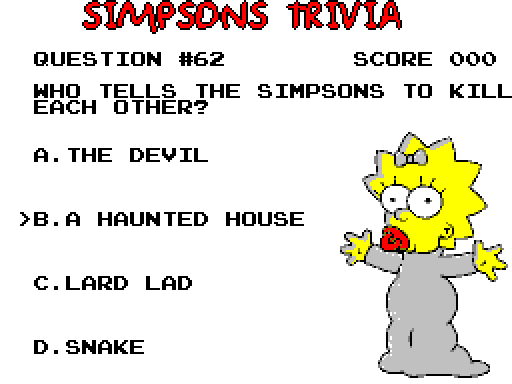 SIMPSONS TRIVIA
QUESTION #62 SCORE 000
WHO TELLS THE SIMPSONS TO KILL
EACH OTHER?
A.THE DEVIL
>B.A HAUNTED HOUSE
C.LARD LAD
D.SNAKE